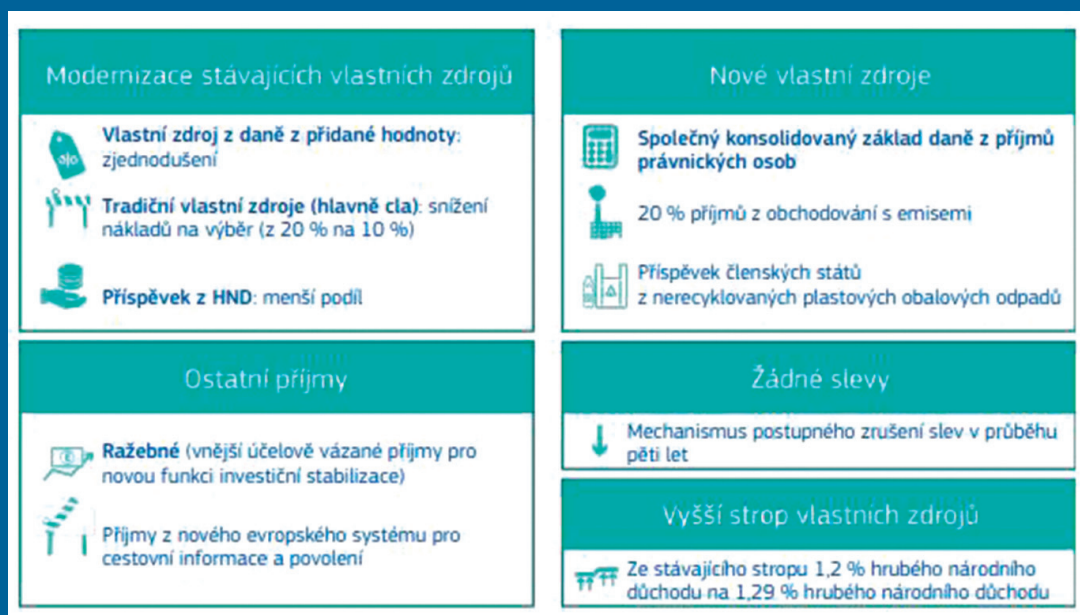 Modernizace stávajících vlastních zdrojů
Vlastní zdroj z daně z přidané hodnoty:
zjednodušení
Tradiční vlastní zdroje (hlavně cla): snížení
nákladů na výběr (z 20 % na 10 %)
Příspěvek z HND: menší podíl
Nové vlastní zdroje
Společný konsolidovaný základ daně z příjmů
právnických osob
20 % příjmů z obchodování s emisemi
Příspěvek členských států
z nerecyklovaných plastových obalových odpadů
Ostatní příjmy
Ražebné (vnější účelově vázané příjmy pro
novou funkci investiční stabilizace)
Příjmy z nového evropského systému pro
cestovní informace a povolení
Žádné slevy
Mechanismus postupného zrušení slev v průběhu
pěti let
Vyšší strop vlastních zdrojů
Ze stávajícího stropu 1,2 % hrubého národního
důchodu na 1,29 % hrubého národního důchodu